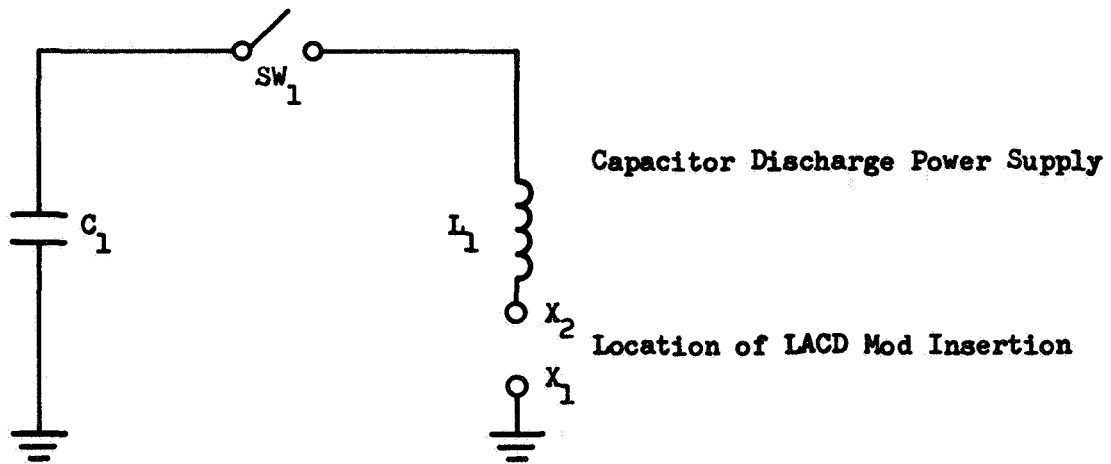 SW1
Capacitor Discharge Power Supply
C1
L1
X2
Location of LACD Mod Insertion
X1